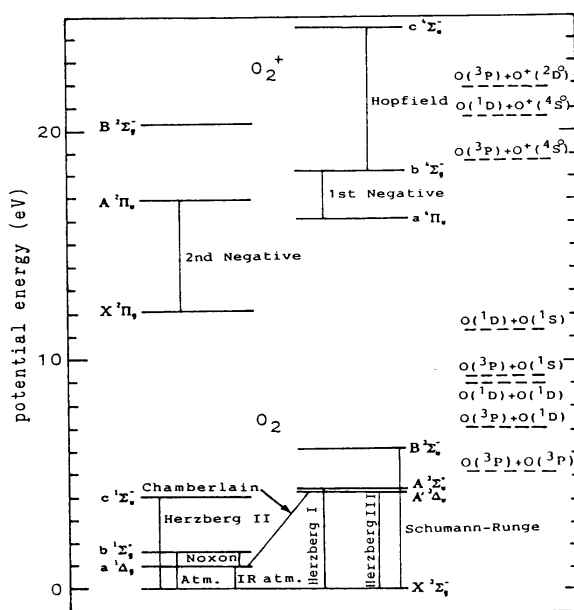 c ⁴Σᵤ⁻
O₂⁺
O(³P)+O⁺(²D⁰)
Hopfield
O(¹D)+O⁺(⁴S⁰)
20
B ²Σg⁻
O(³P)+O⁺(⁴S⁰)
b ⁴Σg⁻
1st Negative
A ²Πᵤ
a ⁴Πᵤ
2nd Negative
potential energy (eV)
X ²Πg
O(¹D)+O(¹S)
10
O(³P)+O(¹S)
O(¹D)+O(¹D)
O₂
O(³P)+O(¹D)
B ³Σᵤ⁻
O(³P)+O(³P)
Chamberlain
A ³Σᵤ⁺
A' ³Δᵤ
c ¹Σᵤ⁻
Herzberg II
Herzberg I
Herzberg III
Schumann-Runge
b ¹Σg⁺
Noxon
a ¹Δg
Atm.
IR atm.
0
X ³Σg⁻